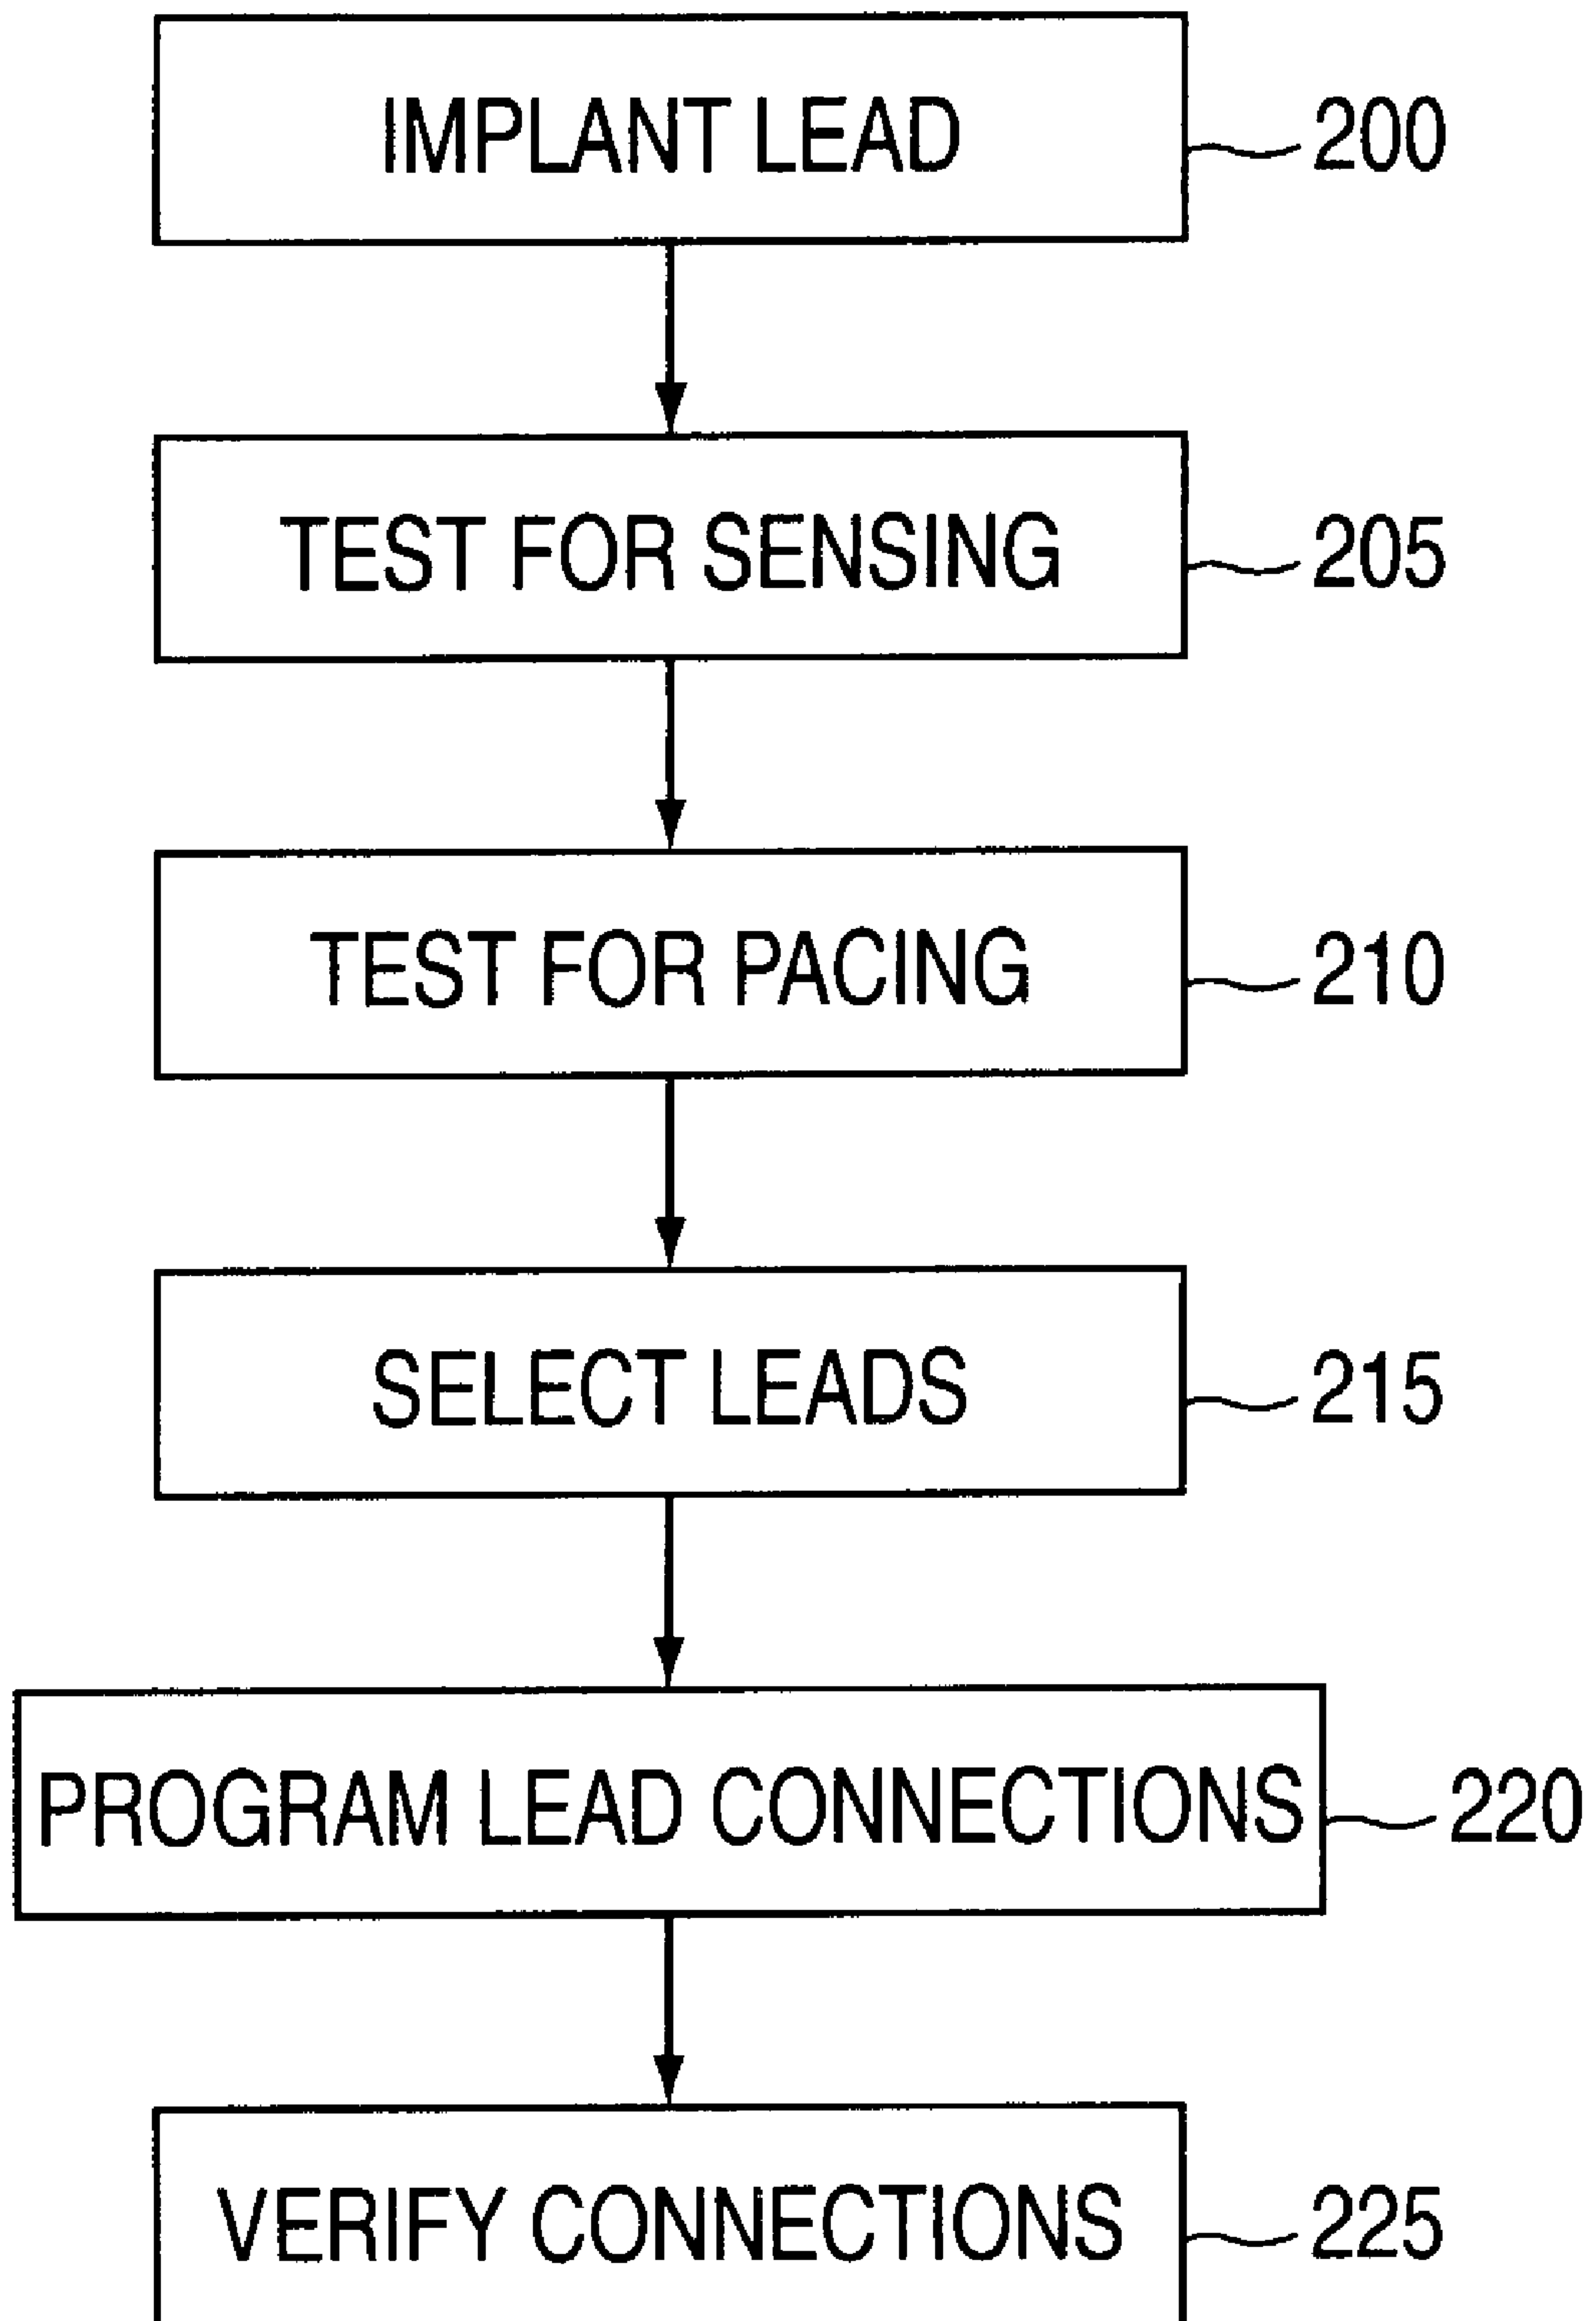 IMPLANT LEAD 200
TEST FOR SENSING 205
TEST FOR PACING 210
SELECT LEADS 215
PROGRAM LEAD CONNECTIONS 220
VERIFY CONNECTIONS 225